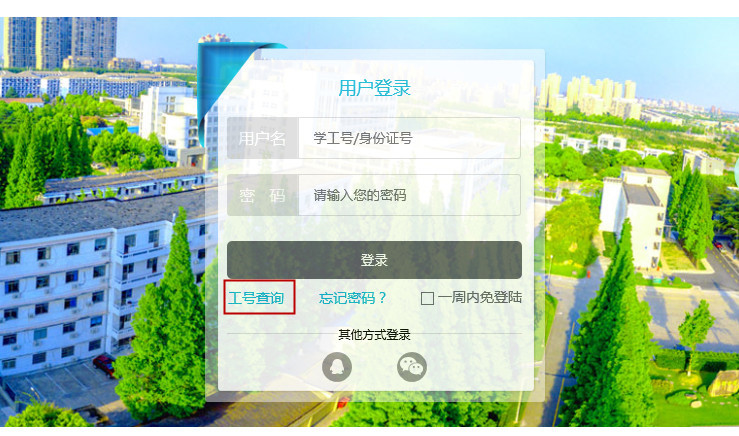 用户登录
用户名 学工号/身份证号
密 码 请输入您的密码
登录
工号查询 忘记密码？ 一周内免登陆
其他方式登录